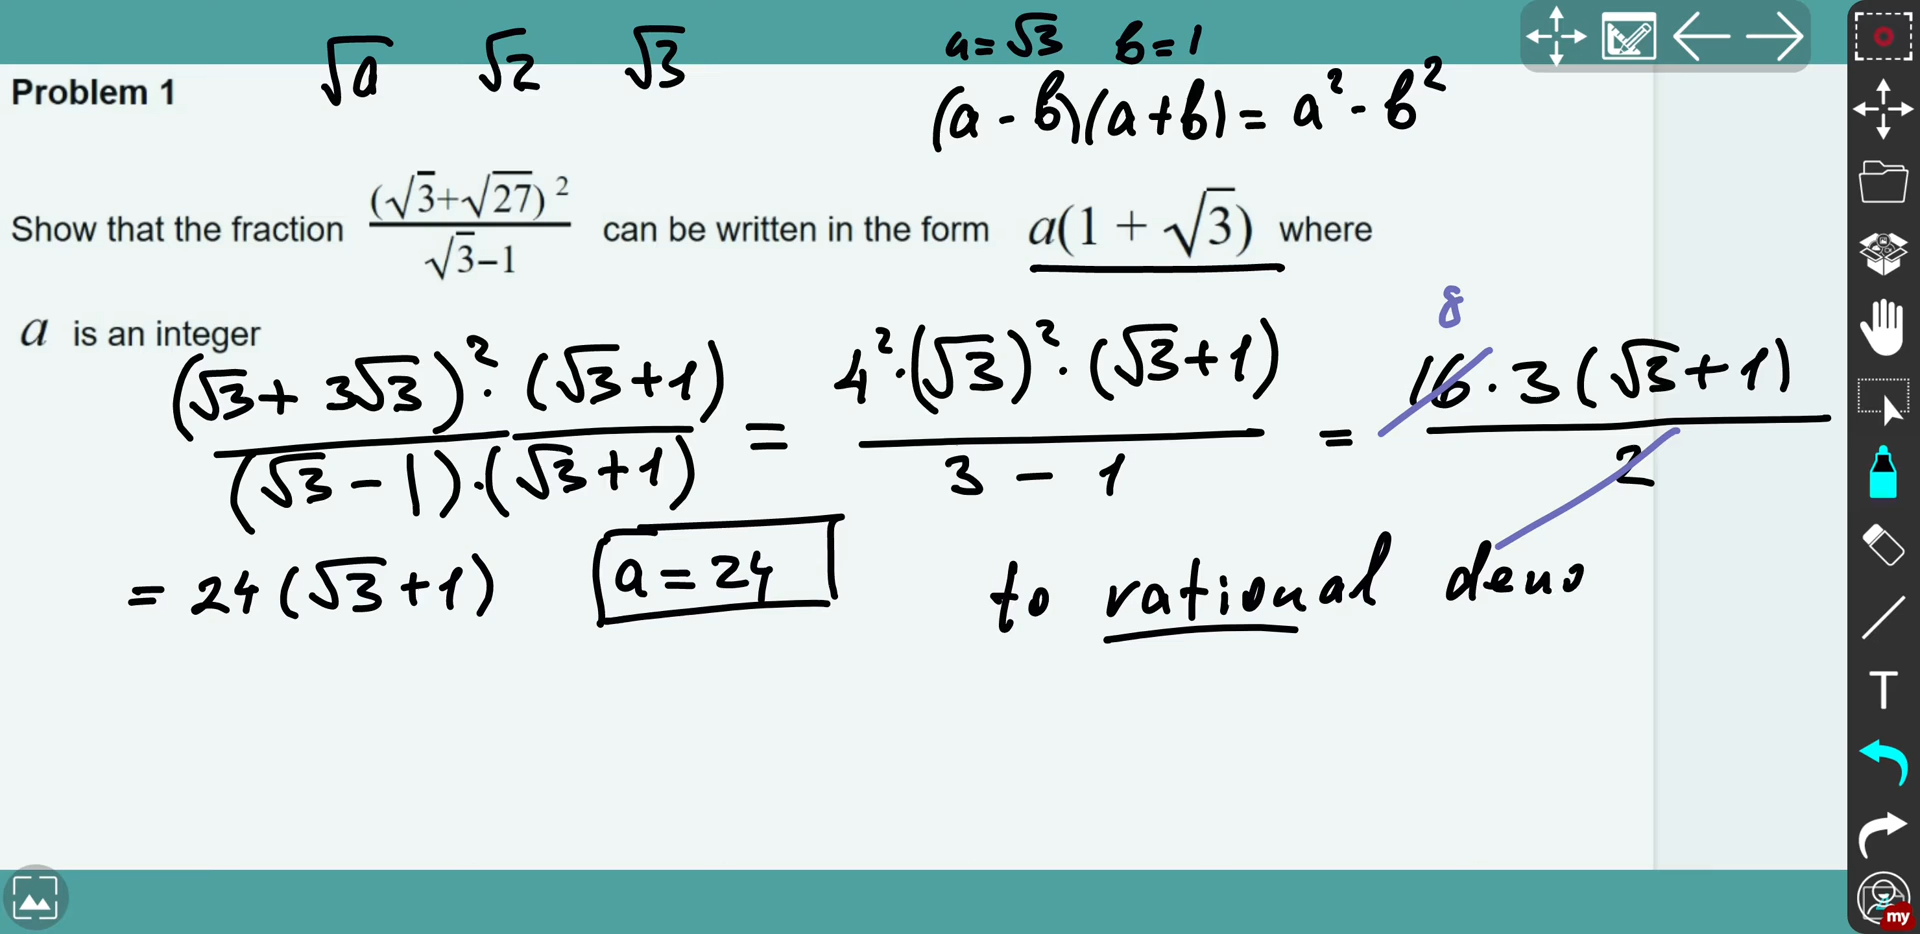 √a √2 √3 a = √3 b = 1
Problem 1 (a - b)(a + b) = a² - b²
Show that the fraction (√3+√27)²/(√3−1) can be written in the form a(1 + √3) where
a is an integer
8
(√3 + 3√3)² · (√3 + 1) / (√3 - 1) · (√3 + 1) = 4² · (√3)² · (√3 + 1) / 3 - 1 = 16 · 3 (√3 + 1) / 2
= 24 (√3 + 1) a = 24 to rational deno
T
my